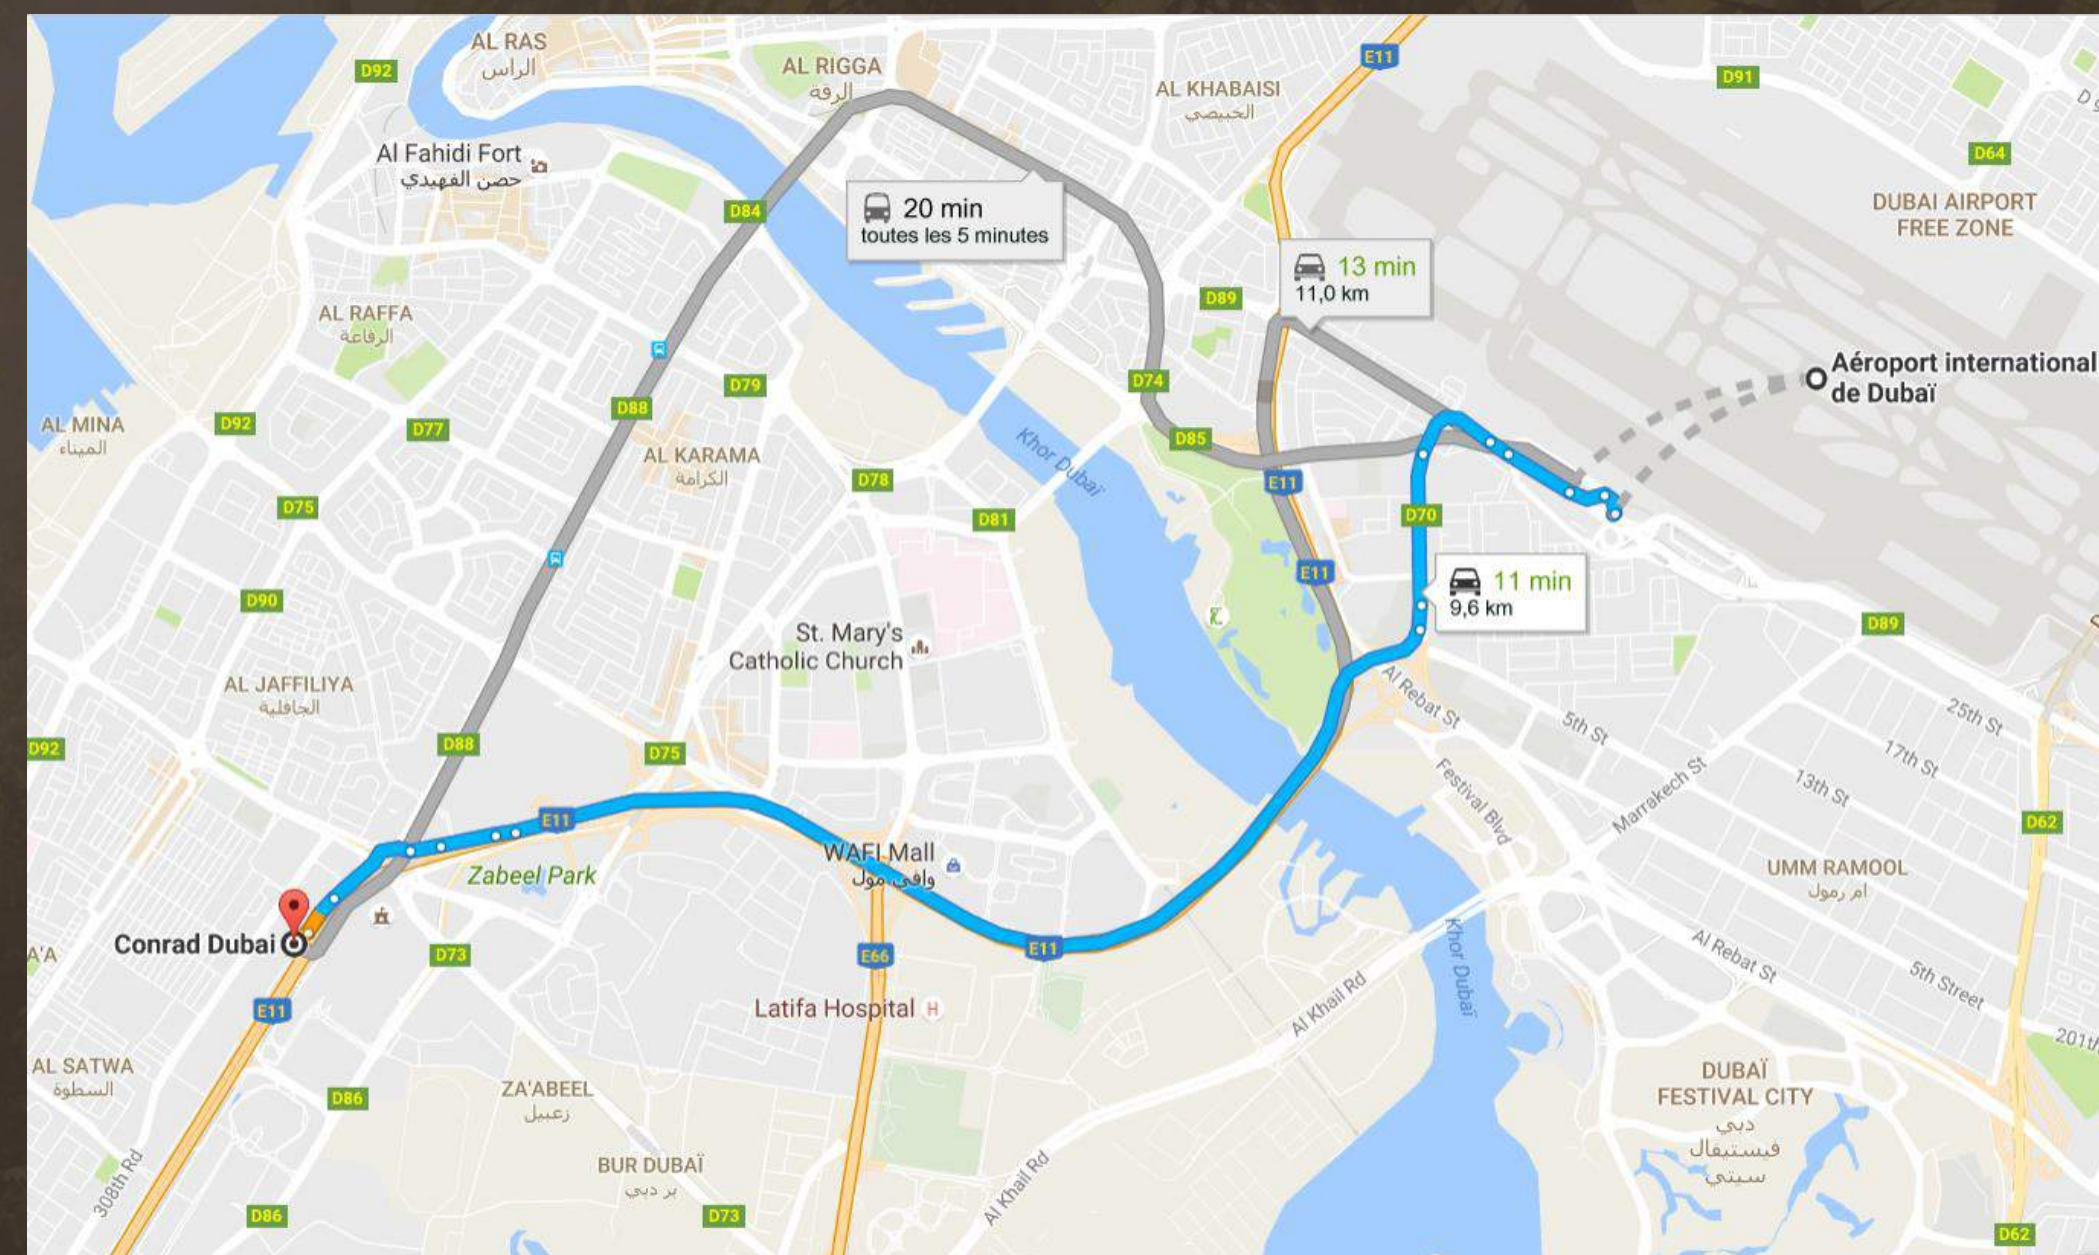 AL RAS
الراس
D92
AL RIGGA
الرقة
E11
D91
AL KHABAISI
الخبيصي
D64
Al Fahidi Fort
حصن الفهيدي
D84
20 min
toutes les 5 minutes
DUBAI AIRPORT
FREE ZONE
13 min
11,0 km
D89
AL RAFFA
الرفاعة
Aéroport international
de Dubaï
D79
D74
D88
AL MINA
الميناء
D92
D77
D85
AL KARAMA
الكرامة
Khor Dubaï
D78
E11
D75
D81
D70
E11
11 min
9,6 km
D90
D89
St. Mary's
Catholic Church
Al Rebat St
AL JAFFILIYA
الجافلية
25th St
5th St
D92
D88
D75
17th St
Festival Blvd
Marrakech St
13th St
E11
D62
WAFI Mall
وافي مول
Zabeel Park
UMM RAMOOL
ام رمول
Conrad Dubai
A'A
D73
E66
E11
Khor Dubaï
Al Rebat St
5th Street
E11
Latifa Hospital
H
Al Khail Rd
201th
AL SATWA
السطوة
D86
ZA'ABEEL
زعبيل
DUBAÏ
FESTIVAL CITY
دبي
فيستيفال
سيتي
BUR DUBAÏ
بر دبي
308th Rd
Al Khail Rd
D86
D73
D62